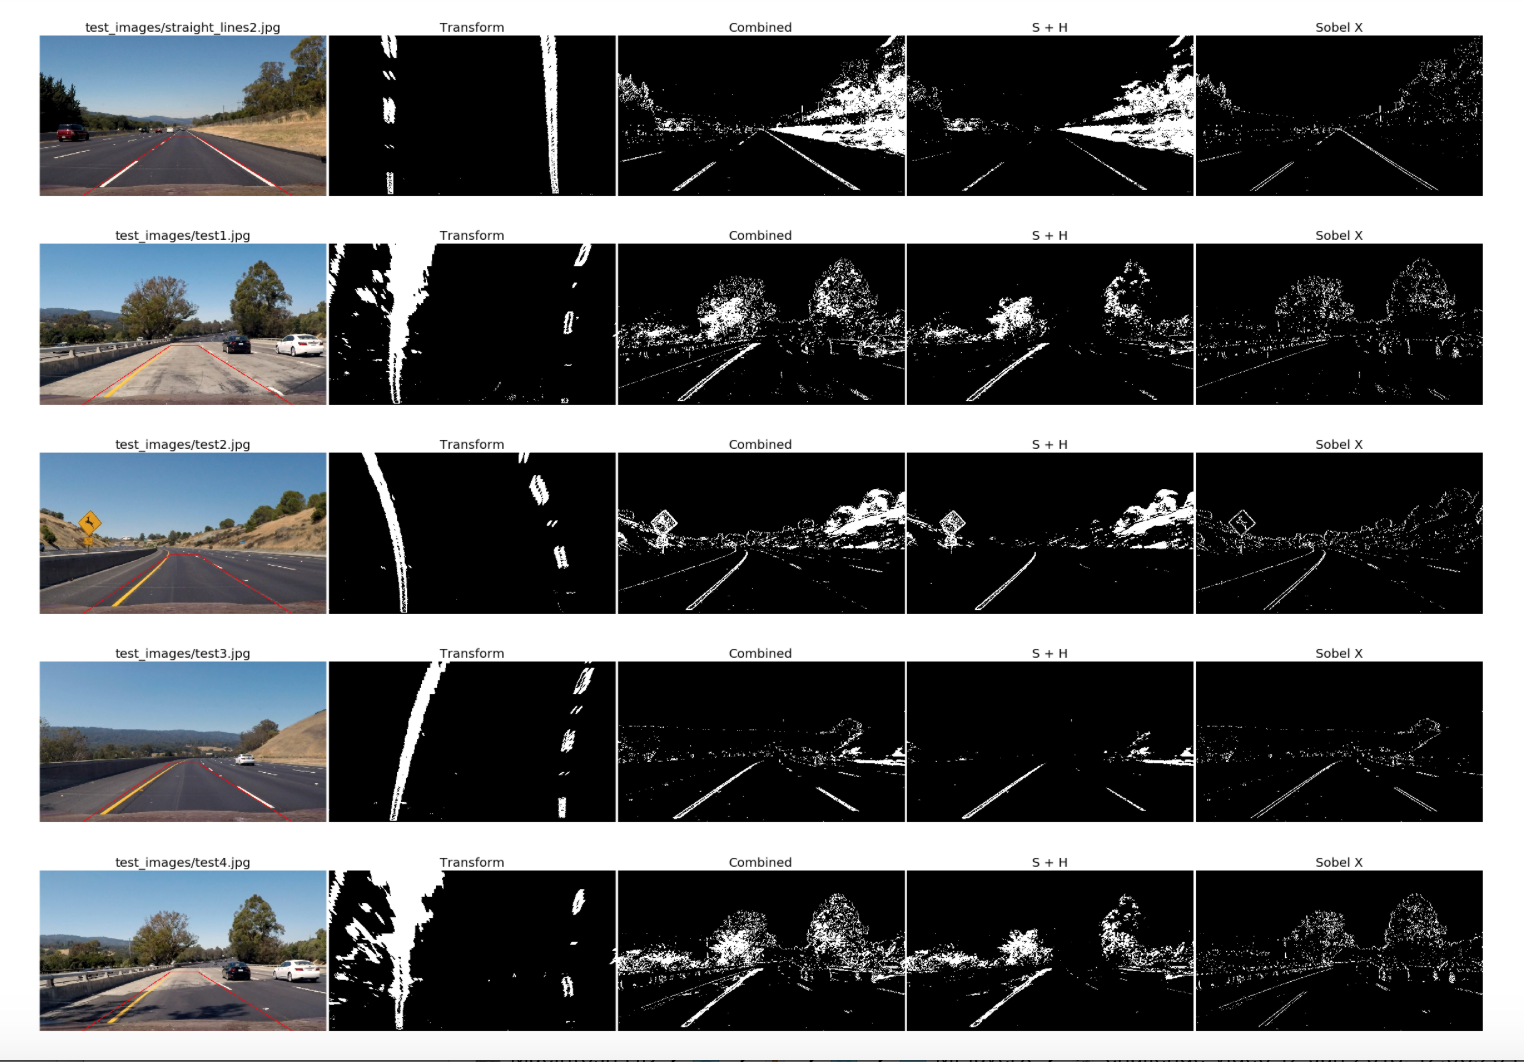 test_images/straight_lines2.jpg Transform Combined S + H Sobel X
test_images/test1.jpg Transform Combined S + H Sobel X
test_images/test2.jpg Transform Combined S + H Sobel X
test_images/test3.jpg Transform Combined S + H Sobel X
test_images/test4.jpg Transform Combined S + H Sobel X